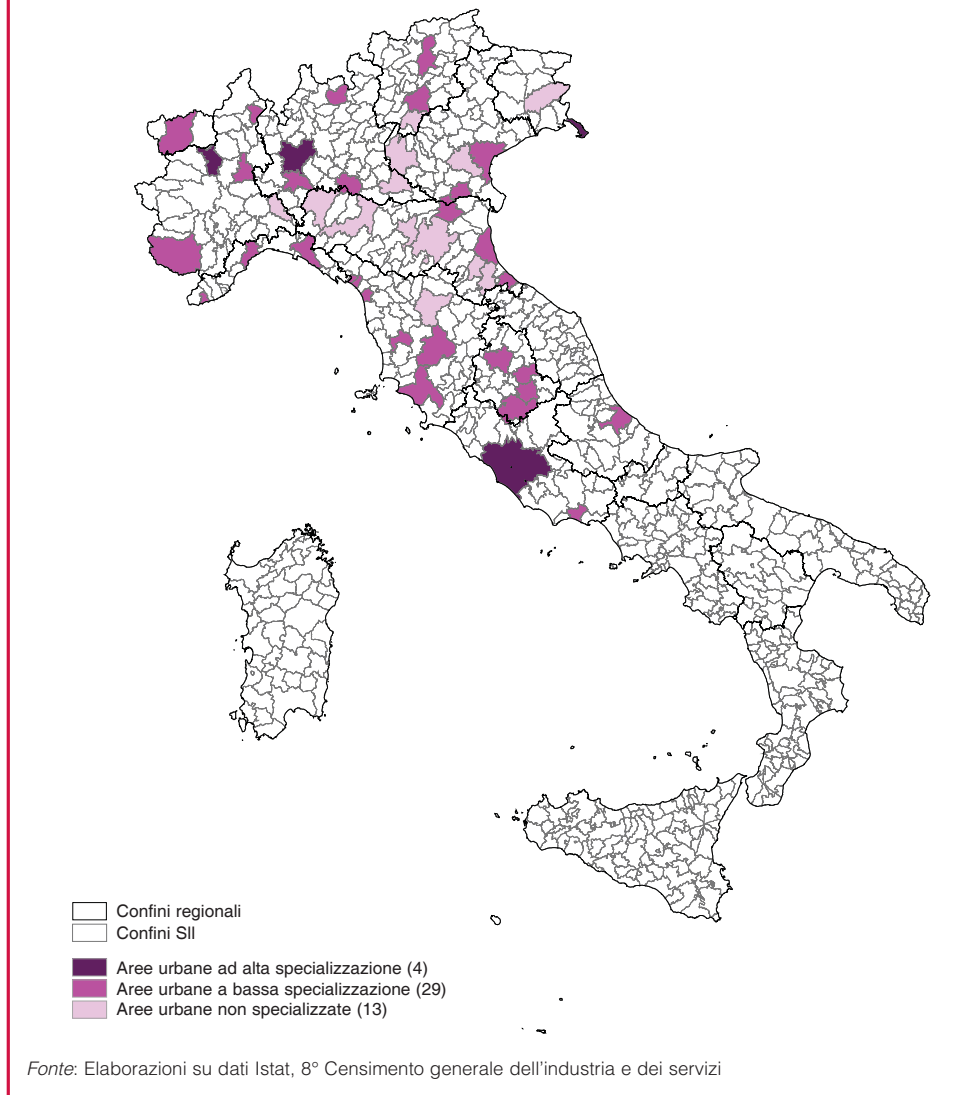 Confini regionali
Confini Sll
Aree urbane ad alta specializzazione (4)
Aree urbane a bassa specializzazione (29)
Aree urbane non specializzate (13)
Fonte: Elaborazioni su dati Istat, 8° Censimento generale dell'industria e dei servizi